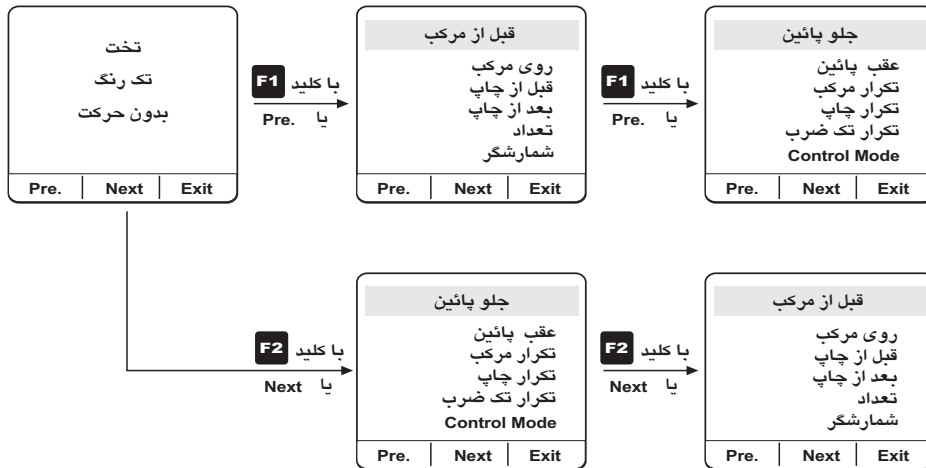 تخت
تک رنگ
بدون حرکت
Pre. Next Exit
با کلید F1
یا Pre.
قبل از مرکب
روی مرکب
قبل از چاپ
بعد از چاپ
تعداد
شمارشگر
Pre. Next Exit
با کلید F1
یا Pre.
جلو پائین
عقب پائین
تکرار مرکب
تکرار چاپ
تکرار تک ضرب
Control Mode
Pre. Next Exit
با کلید F2
یا Next
جلو پائین
عقب پائین
تکرار مرکب
تکرار چاپ
تکرار تک ضرب
Control Mode
Pre. Next Exit
با کلید F2
یا Next
قبل از مرکب
روی مرکب
قبل از چاپ
بعد از چاپ
تعداد
شمارشگر
Pre. Next Exit